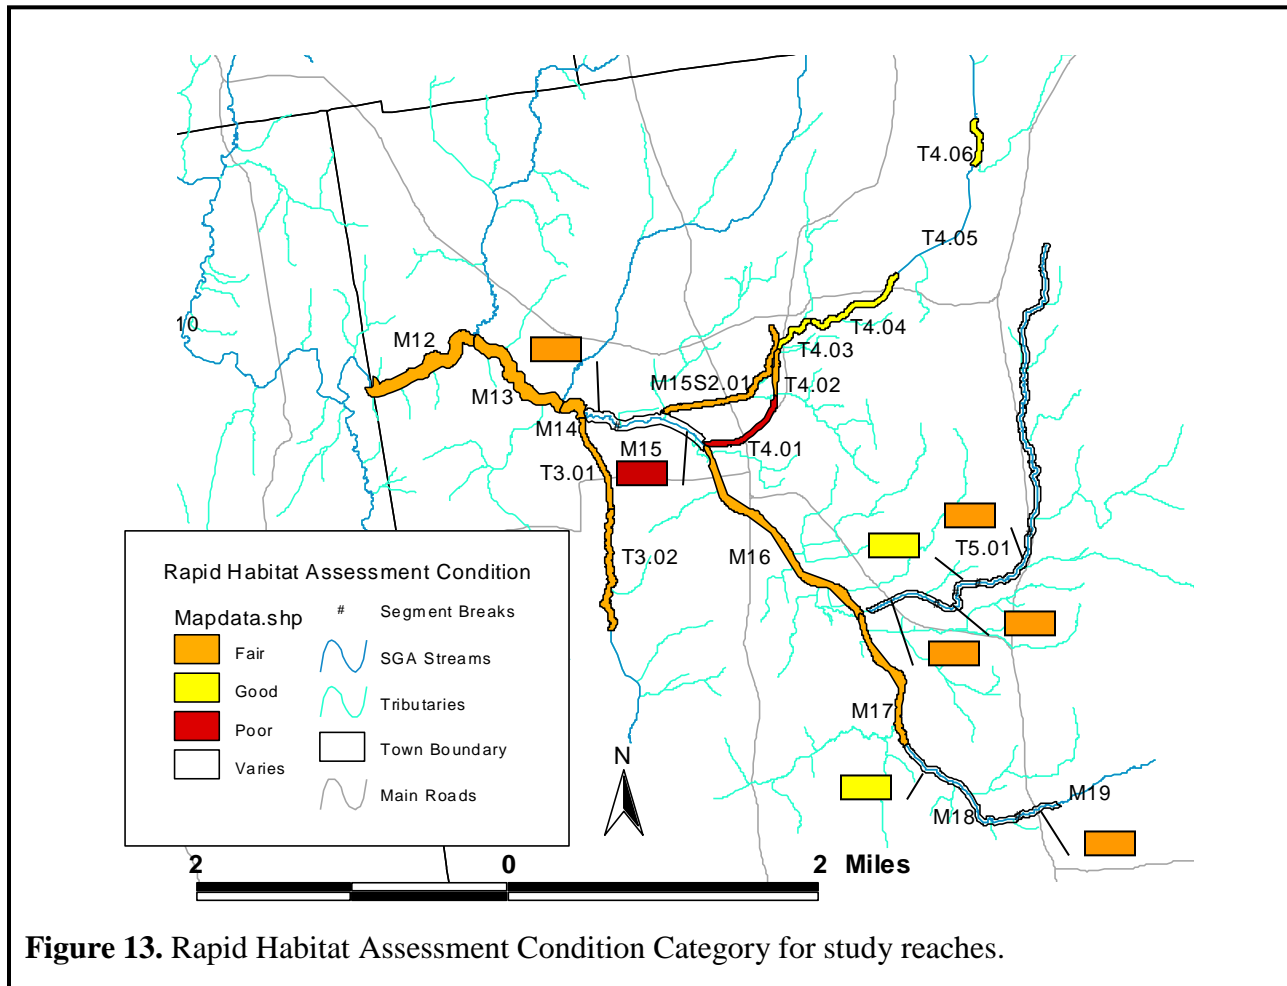 T4.06
T4.05
10
M12
T4.04
T4.03
M15S2.01
T4.02
M13
M14
M15
T4.01
T3.01
T5.01
T3.02
M16
M17
M18
M19
Rapid Habitat Assessment Condition
Mapdata.shp
Fair
Good
Poor
Varies
# Segment Breaks
SGA Streams
Tributaries
Town Boundary
Main Roads
N
2 0 2 Miles
Figure 13. Rapid Habitat Assessment Condition Category for study reaches.